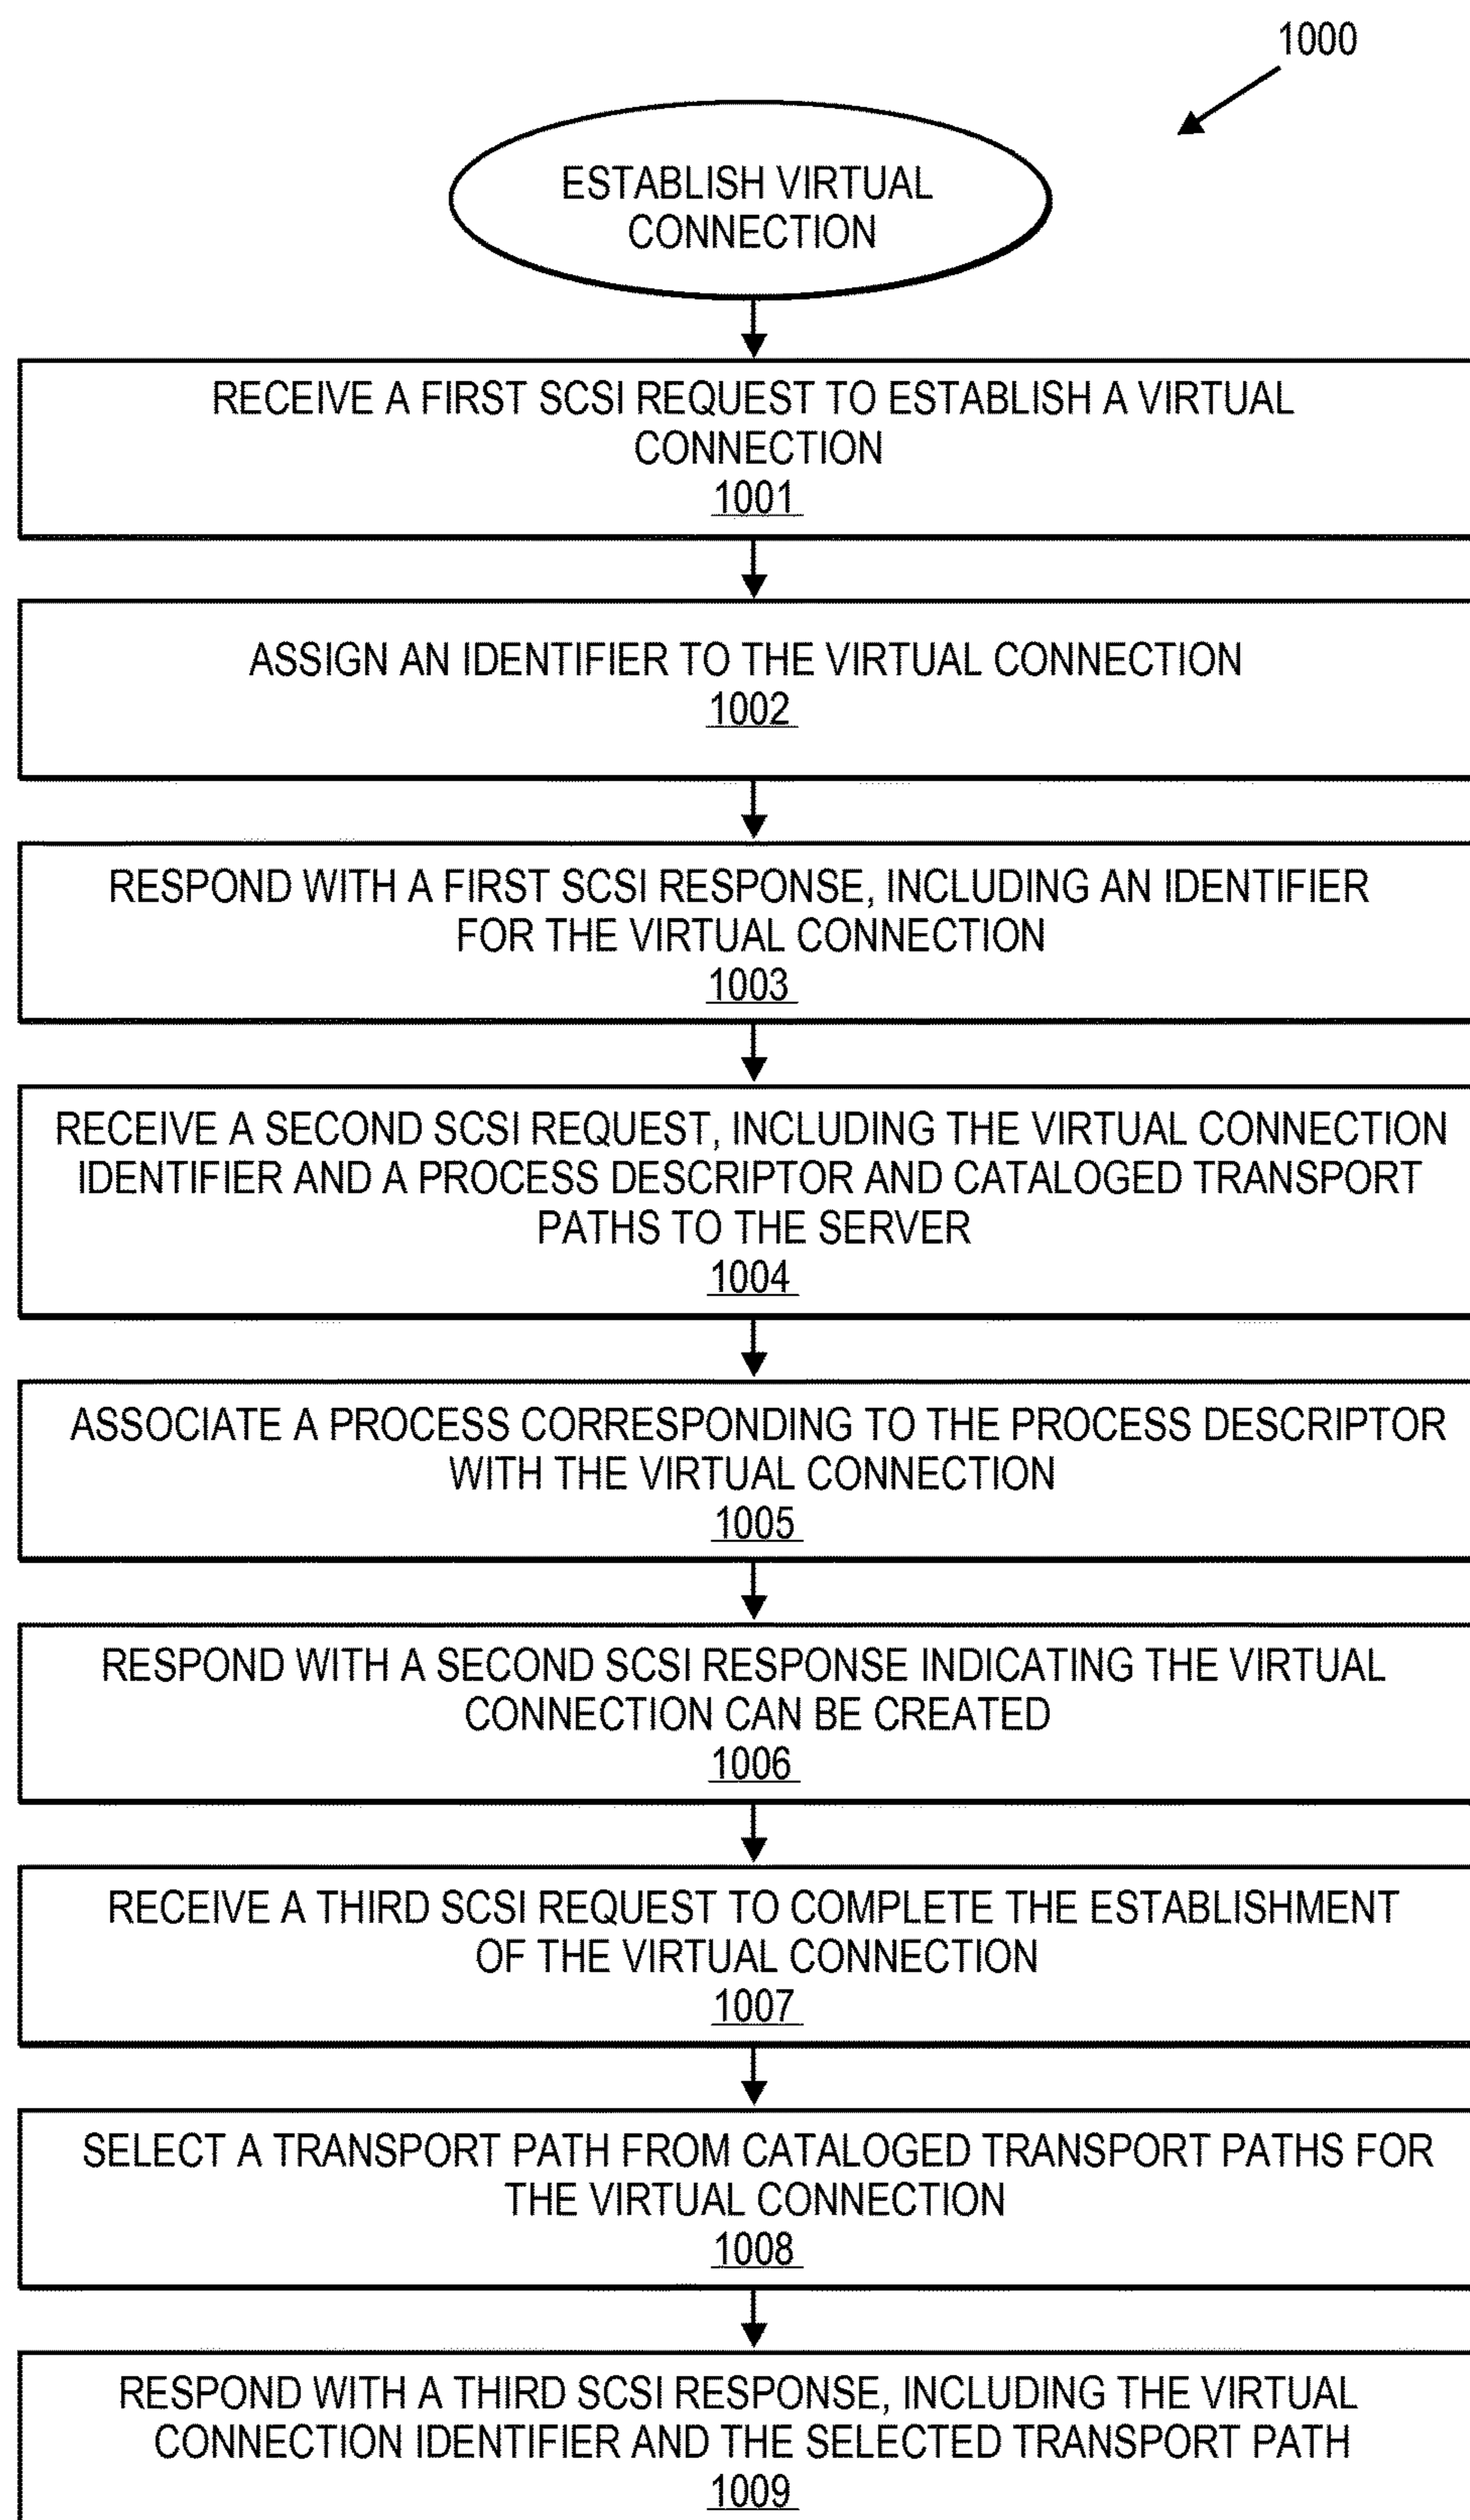 1000
ESTABLISH VIRTUAL
CONNECTION
RECEIVE A FIRST SCSI REQUEST TO ESTABLISH A VIRTUAL
CONNECTION
1001
ASSIGN AN IDENTIFIER TO THE VIRTUAL CONNECTION
1002
RESPOND WITH A FIRST SCSI RESPONSE, INCLUDING AN IDENTIFIER
FOR THE VIRTUAL CONNECTION
1003
RECEIVE A SECOND SCSI REQUEST, INCLUDING THE VIRTUAL CONNECTION
IDENTIFIER AND A PROCESS DESCRIPTOR AND CATALOGED TRANSPORT
PATHS TO THE SERVER
1004
ASSOCIATE A PROCESS CORRESPONDING TO THE PROCESS DESCRIPTOR
WITH THE VIRTUAL CONNECTION
1005
RESPOND WITH A SECOND SCSI RESPONSE INDICATING THE VIRTUAL
CONNECTION CAN BE CREATED
1006
RECEIVE A THIRD SCSI REQUEST TO COMPLETE THE ESTABLISHMENT
OF THE VIRTUAL CONNECTION
1007
SELECT A TRANSPORT PATH FROM CATALOGED TRANSPORT PATHS FOR
THE VIRTUAL CONNECTION
1008
RESPOND WITH A THIRD SCSI RESPONSE, INCLUDING THE VIRTUAL
CONNECTION IDENTIFIER AND THE SELECTED TRANSPORT PATH
1009